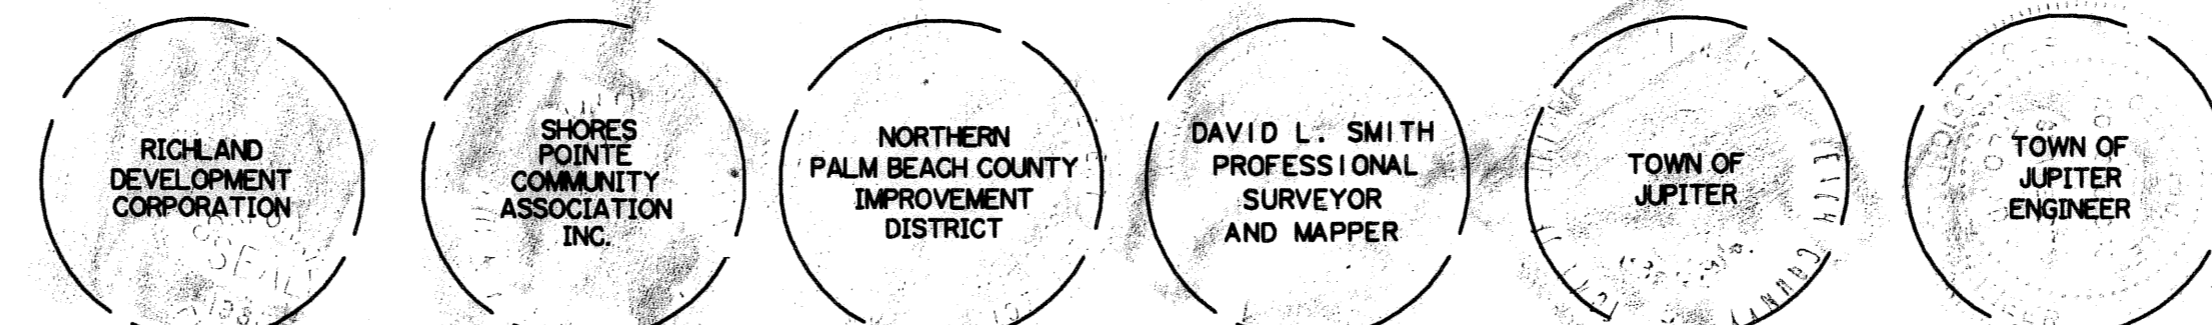 RICHLAND
DEVELOPMENT
CORPORATION
SEAL
SHORES
POINTE
COMMUNITY
ASSOCIATION
INC.
NORTHERN
PALM BEACH COUNTY
IMPROVEMENT
DISTRICT
DAVID L. SMITH
PROFESSIONAL
SURVEYOR
AND MAPPER
TOWN OF
JUPITER
TOWN OF
JUPITER
ENGINEER